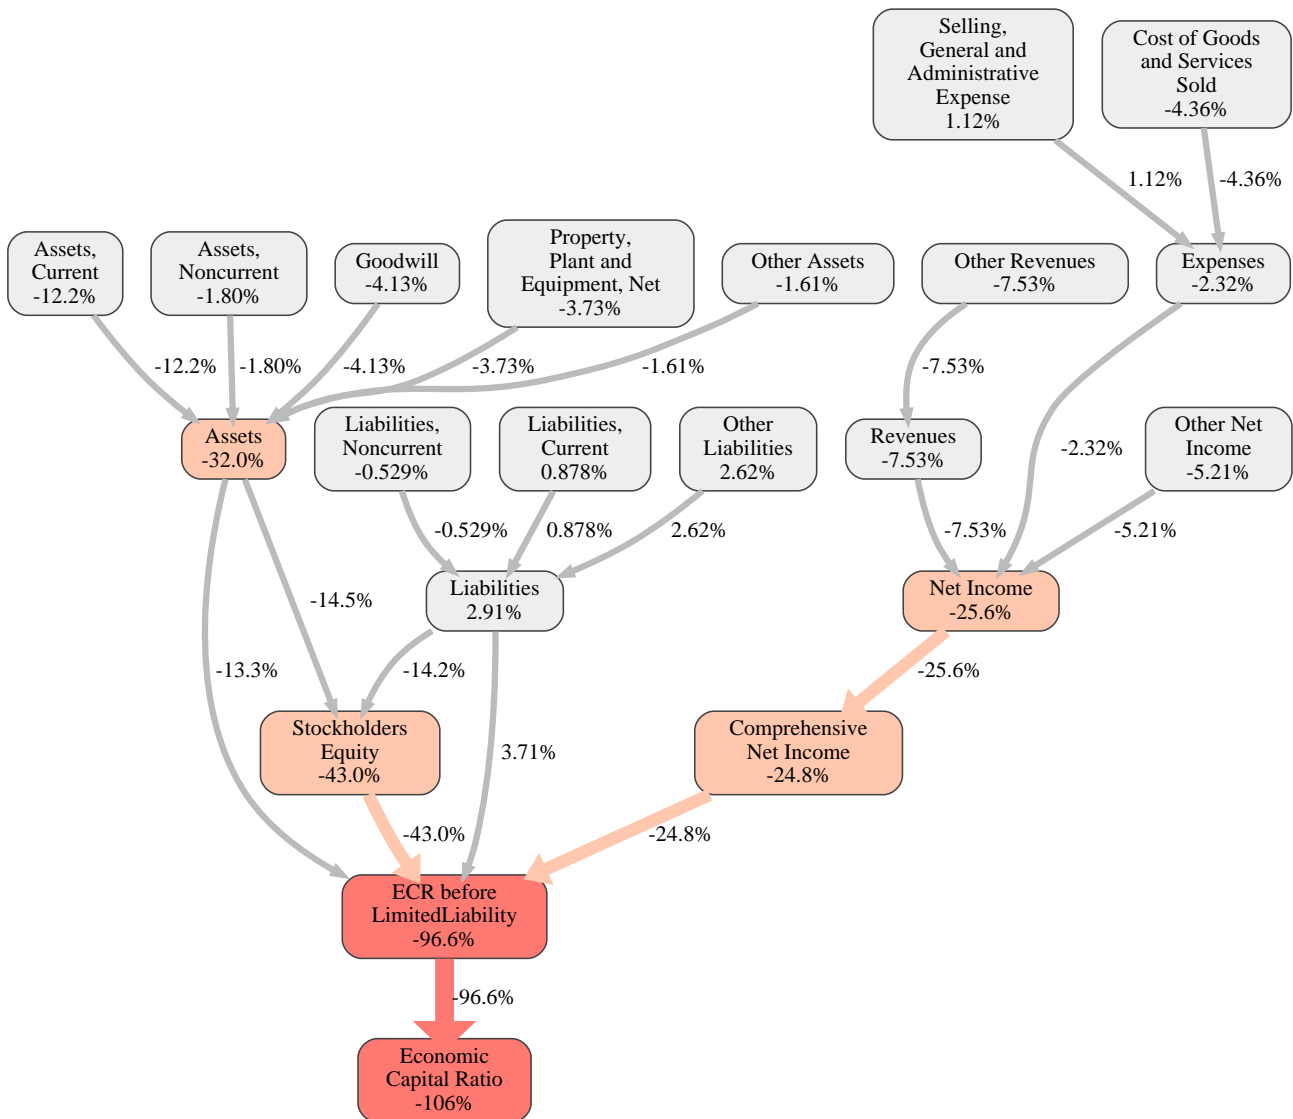 Selling,
General and
Administrative
Expense
1.12%
Cost of Goods
and Services
Sold
-4.36%
1.12%
-4.36%
Assets,
Current
-12.2%
Assets,
Noncurrent
-1.80%
Goodwill
-4.13%
Property,
Plant and
Equipment, Net
-3.73%
Other Assets
-1.61%
Other Revenues
-7.53%
Expenses
-2.32%
-12.2%
-1.80%
-4.13%
-3.73%
-1.61%
-7.53%
Assets
-32.0%
Liabilities,
Noncurrent
-0.529%
Liabilities,
Current
0.878%
Other
Liabilities
2.62%
Revenues
-7.53%
-2.32%
Other Net
Income
-5.21%
-0.529%
0.878%
2.62%
-7.53%
-5.21%
-14.5%
Liabilities
2.91%
Net Income
-25.6%
-13.3%
-14.2%
-25.6%
Stockholders
Equity
-43.0%
3.71%
Comprehensive
Net Income
-24.8%
-43.0%
-24.8%
ECR before
LimitedLiability
-96.6%
-96.6%
Economic
Capital Ratio
-106%